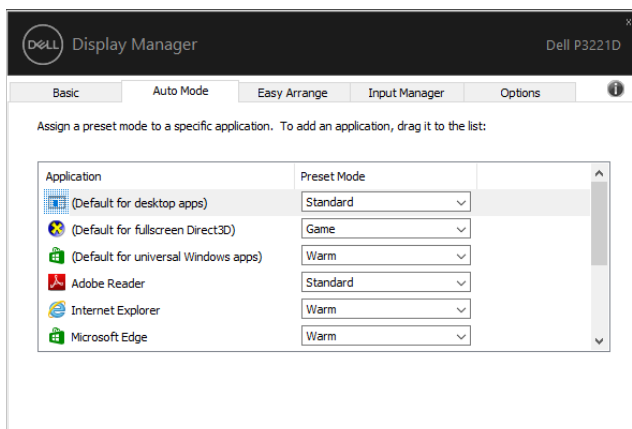 DELL Display Manager Dell P3221D
Basic Auto Mode Easy Arrange Input Manager Options
Assign a preset mode to a specific application. To add an application, drag it to the list:
Application Preset Mode
(Default for desktop apps) Standard
(Default for fullscreen Direct3D) Game
(Default for universal Windows apps) Warm
Adobe Reader Standard
Internet Explorer Warm
Microsoft Edge Warm